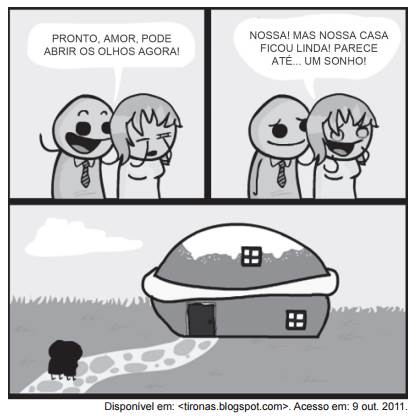 PRONTO, AMOR, PODE
ABRIR OS OLHOS AGORA!
NOSSA! MAS NOSSA CASA
FICOU LINDA! PARECE
ATÉ... UM SONHO!
Disponível em: <tironas.blogspot.com>. Acesso em: 9 out. 2011.